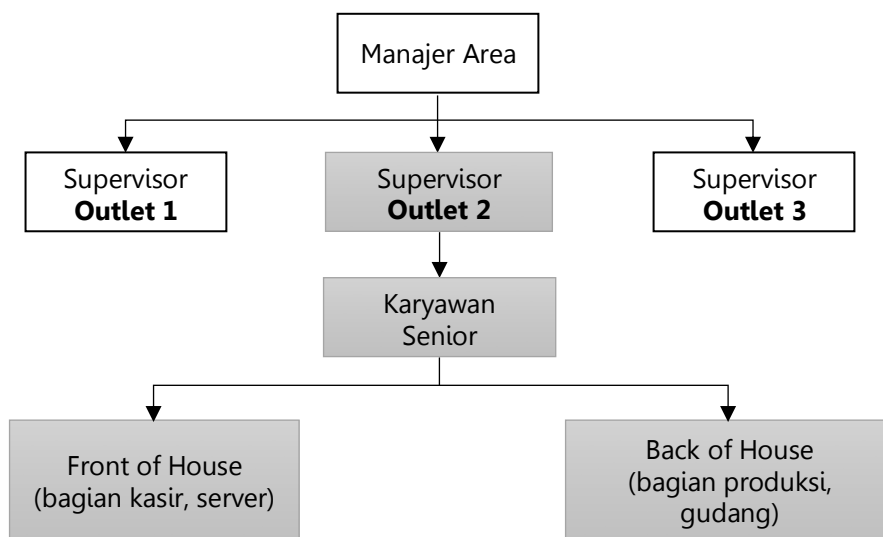 Manajer Area
Supervisor
Outlet 1
Supervisor
Outlet 2
Supervisor
Outlet 3
Karyawan
Senior
Front of House
(bagian kasir, server)
Back of House
(bagian produksi,
gudang)